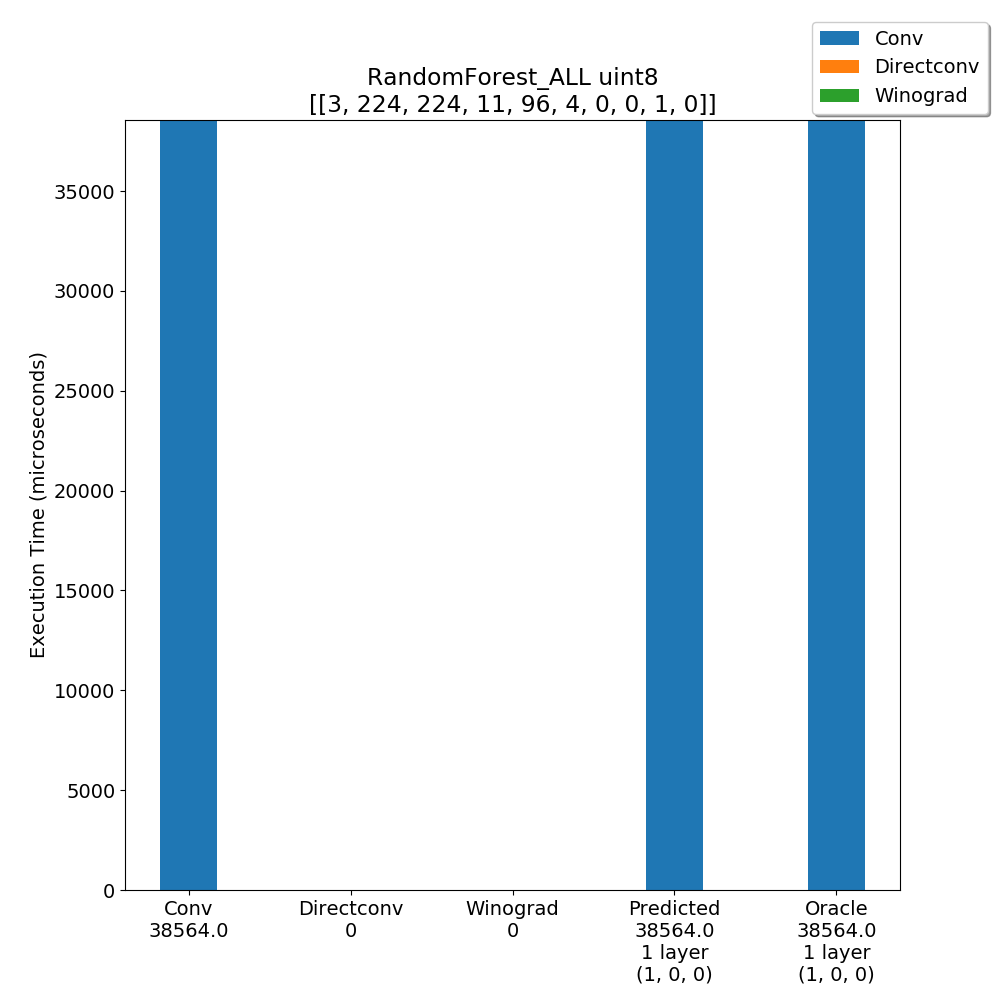 Conv
Directconv
Winograd
RandomForest_ALL uint8
[[3, 224, 224, 11, 96, 4, 0, 0, 1, 0]]
Execution Time (microseconds)
35000
30000
25000
20000
15000
10000
5000
0
Conv Directconv Winograd Predicted Oracle
38564.0 0 0 38564.0 38564.0
1 layer 1 layer
(1, 0, 0) (1, 0, 0)